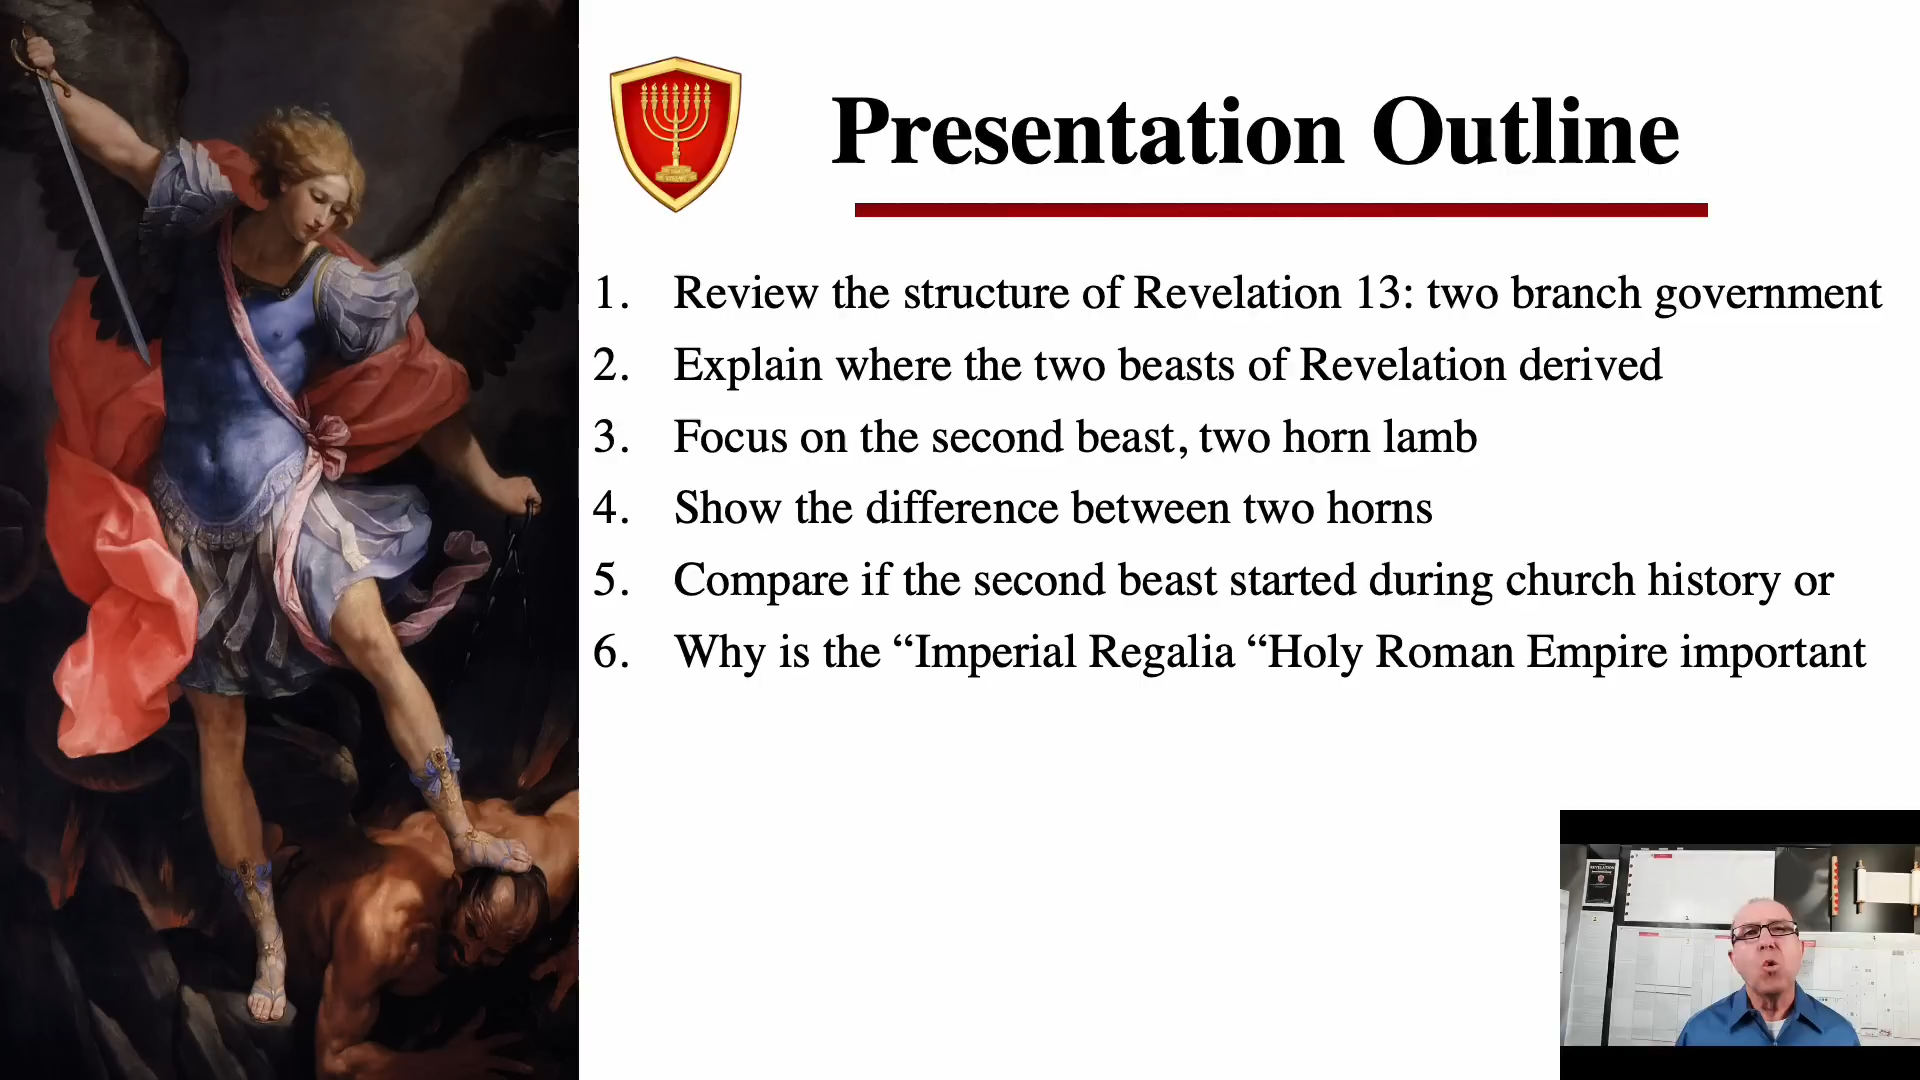 Presentation Outline
1. Review the structure of Revelation 13: two branch government
2. Explain where the two beasts of Revelation derived
3. Focus on the second beast, two horn lamb
4. Show the difference between two horns
5. Compare if the second beast started during church history or
6. Why is the “Imperial Regalia “Holy Roman Empire important
REVELATION